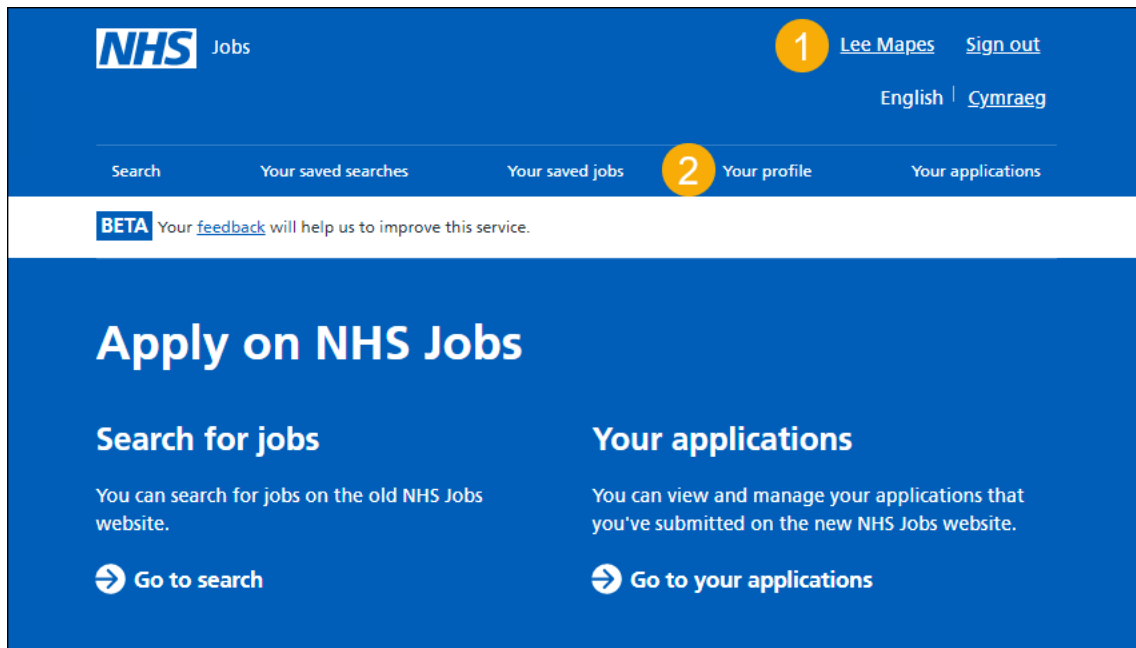 NHS Jobs
1 Lee Mapes Sign out
English | Cymraeg
Search Your saved searches Your saved jobs 2 Your profile Your applications
BETA Your feedback will help us to improve this service.
Apply on NHS Jobs
Search for jobs
You can search for jobs on the old NHS Jobs
website.
Go to search
Your applications
You can view and manage your applications that
you've submitted on the new NHS Jobs website.
Go to your applications